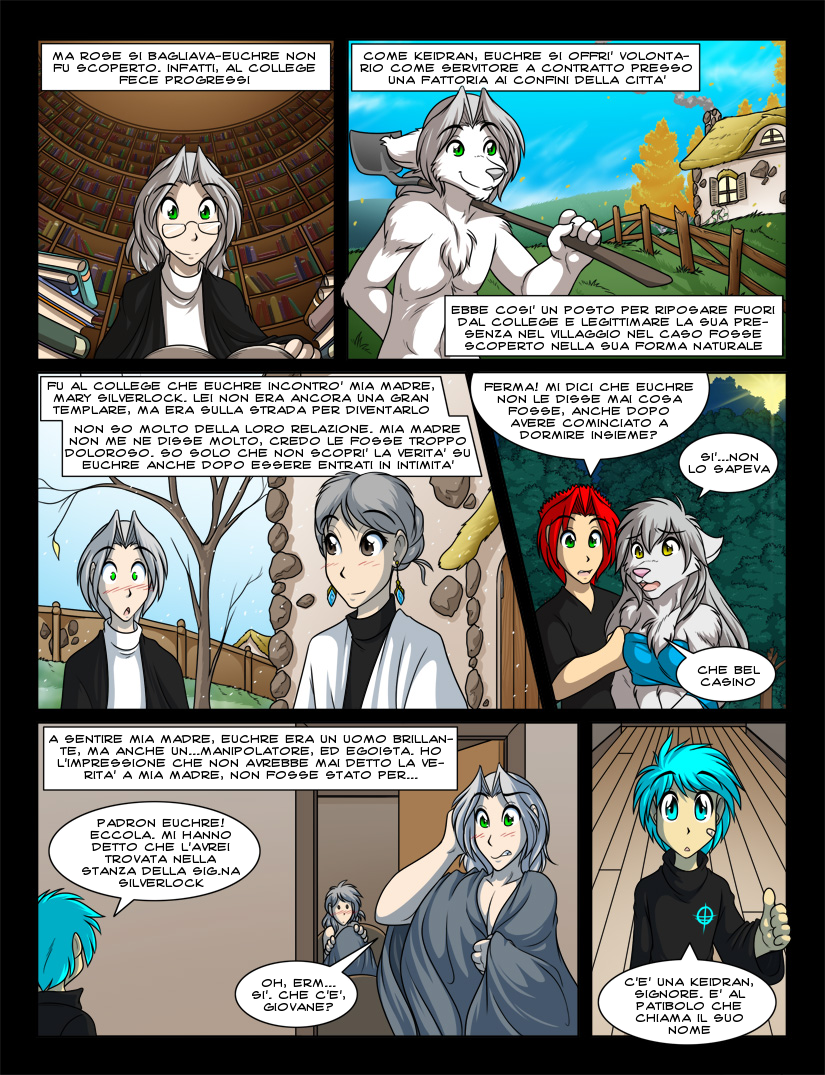 MA ROSE SI BAGLIAVA-EUCHRE NON
FU SCOPERTO. INFATTI, AL COLLEGE
FECE PROGRESSI
COME KEIDRAN, EUCHRE SI OFFRI' VOLONTA-
RIO COME SERVITORE A CONTRATTO PRESSO
UNA FATTORIA AI CONFINI DELLA CITTA'
EBBE COSI' UN POSTO PER RIPOSARE FUORI
DAL COLLEGE E LEGITTIMARE LA SUA PRE-
SENZA NEL VILLAGGIO NEL CASO FOSSE
SCOPERTO NELLA SUA FORMA NATURALE
FU AL COLLEGE CHE EUCHRE INCONTRO' MIA MADRE,
MARY SILVERLOCK. LEI NON ERA ANCORA UNA GRAN
TEMPLARE, MA ERA SULLA STRADA PER DIVENTARLO
NON SO MOLTO DELLA LORO RELAZIONE. MIA MADRE
NON ME NE DISSE MOLTO, CREDO LE FOSSE TROPPO
DOLOROSO. SO SOLO CHE NON SCOPRI' LA VERITA' SU
EUCHRE ANCHE DOPO ESSERE ENTRATI IN INTIMITA'
FERMA! MI DICI CHE EUCHRE
NON LE DISSE MAI COSA
FOSSE, ANCHE DOPO
AVERE COMINCIATO A
DORMIRE INSIEME?
SI'...NON
LO SAPEVA
CHE BEL
CASINO
A SENTIRE MIA MADRE, EUCHRE ERA UN UOMO BRILLAN-
TE, MA ANCHE UN...MANIPOLATORE, ED EGOISTA. HO
L'IMPRESSIONE CHE NON AVREBBE MAI DETTO LA VE-
RITA' A MIA MADRE, NON FOSSE STATO PER...
PADRON EUCHRE!
ECCOLA. MI HANNO
DETTO CHE L'AVREI
TROVATA NELLA
STANZA DELLA SIG.NA
SILVERLOCK
OH, ERM...
SI'. CHE C'E',
GIOVANE?
C'E' UNA KEIDRAN,
SIGNORE. E' AL
PATIBOLO CHE
CHIAMA IL SUO
NOME